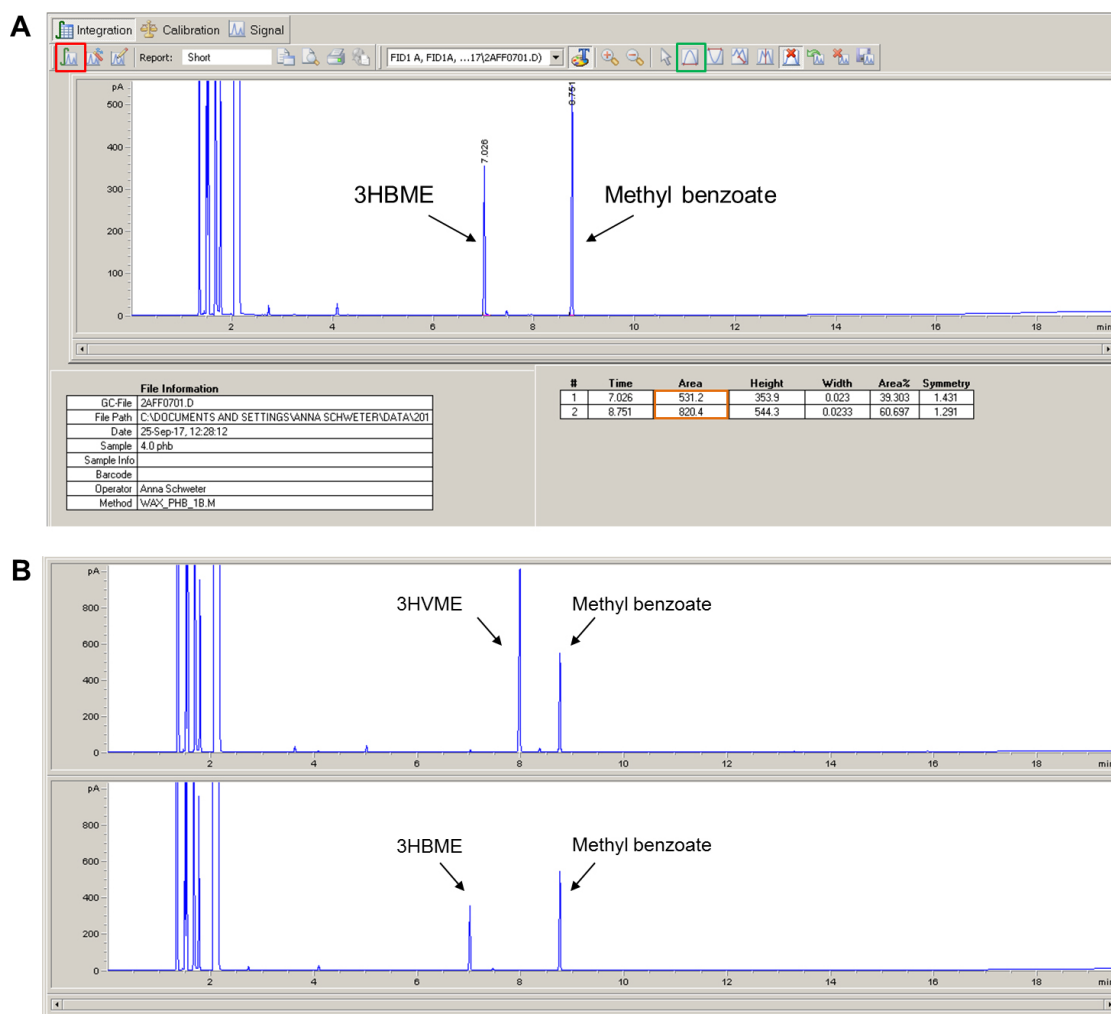 A
Integration Calibration Signal
Report: Short FID1 A, FID1A, ...17\2AFF0701.D)
pA
500
400
300
200
100
0
7.026
8.751
3HBME
Methyl benzoate
2 4 6 8 10 12 14 16 18 min
File Information
GC-File 2AFF0701.D
File Path C:\DOCUMENTS AND SETTINGS\ANNA SCHWETER\DATA\201
Date 25-Sep-17, 12:28:12
Sample 4.0 phb
Sample Info
Barcode
Operator Anna Schweter
Method WAX_PHB_1B.M
# Time Area Height Width Area% Symmetry
1 7.026 531.2 353.9 0.023 39.303 1.431
2 8.751 820.4 544.3 0.0233 60.697 1.291
B
pA
800
600
400
200
0
3HVME
Methyl benzoate
2 4 6 8 10 12 14 16 18 min
pA
800
600
400
200
0
3HBME
Methyl benzoate
2 4 6 8 10 12 14 16 18 min